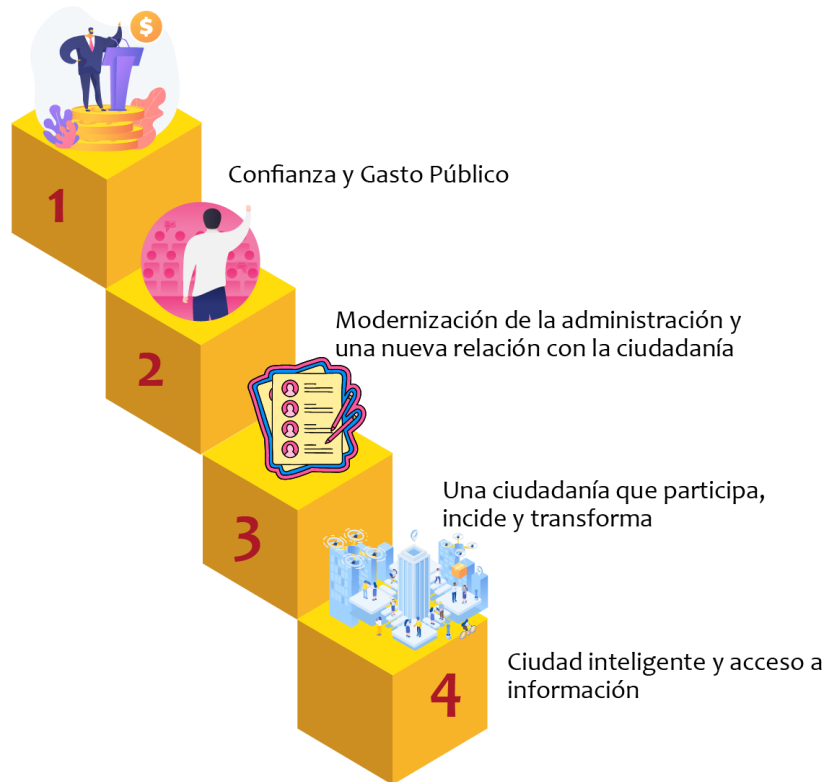 $
1
Confianza y Gasto Público
2
Modernización de la administración y
una nueva relación con la ciudadanía
3
Una ciudadanía que participa,
incide y transforma
4
Ciudad inteligente y acceso a
información